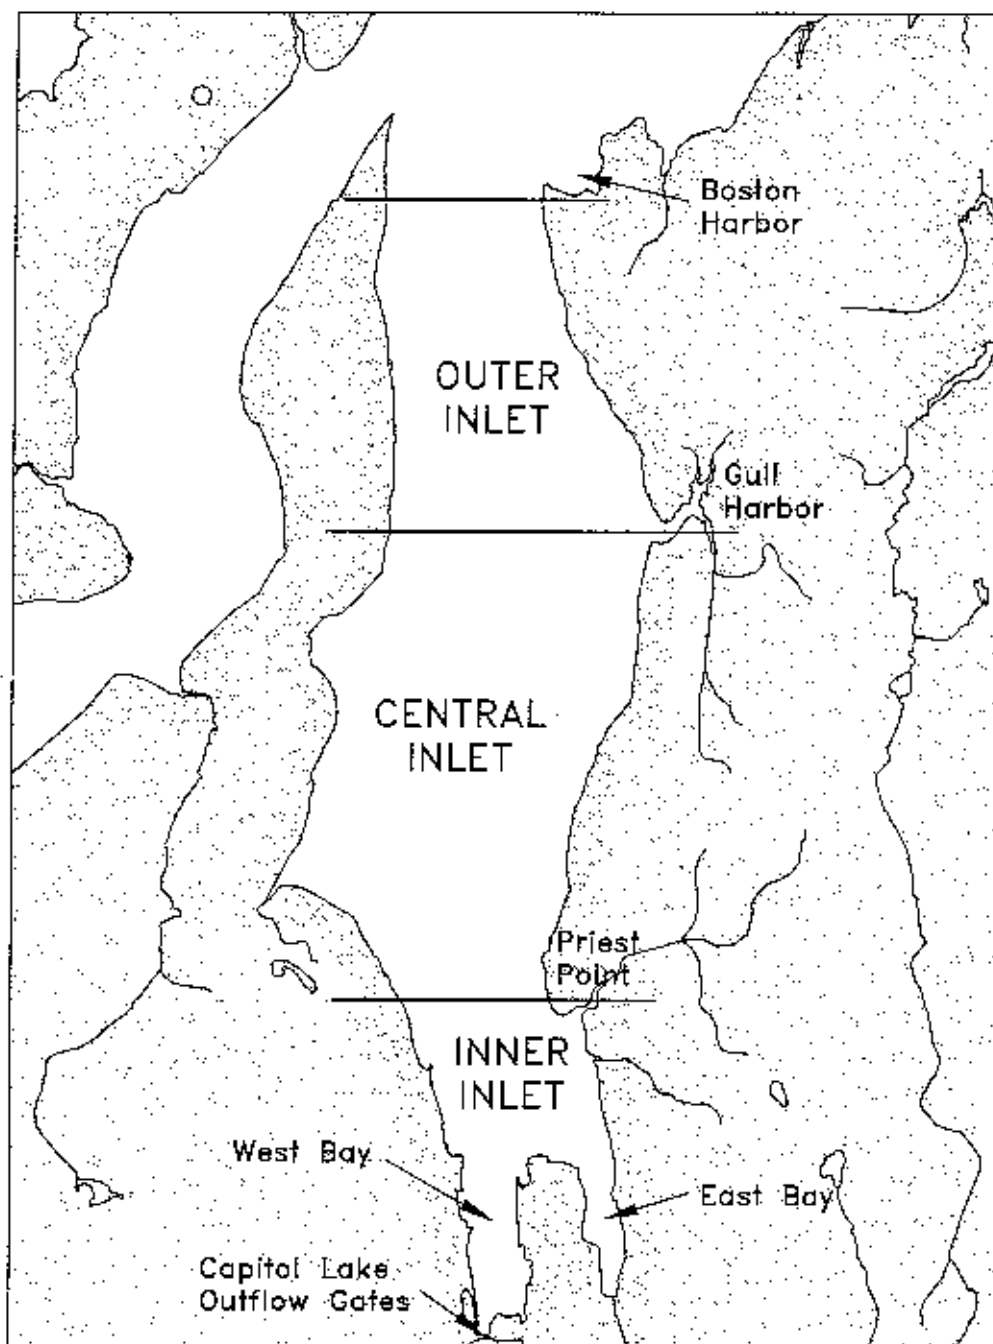 Boston
Harbor
OUTER
INLET
Gull
Harbor
CENTRAL
INLET
Priest
Point
INNER
INLET
West Bay
East Bay
Capitol Lake
Outflow Gates